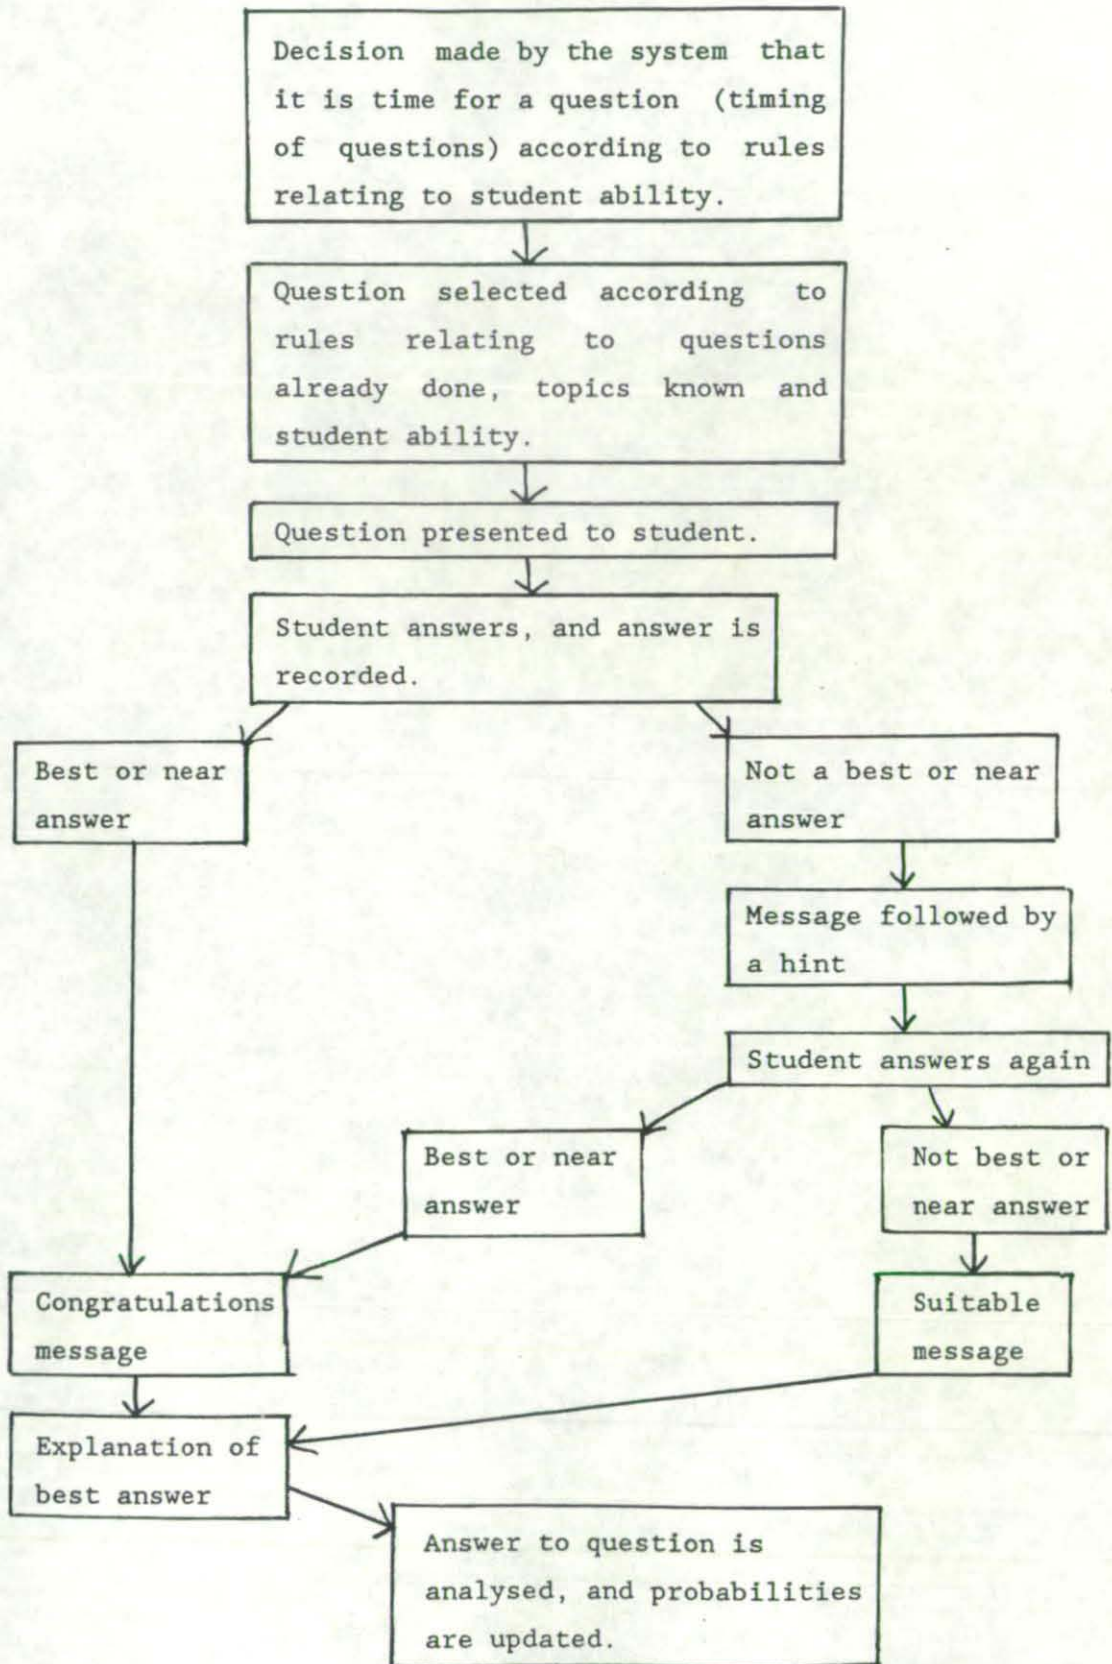 Decision made by the system that
it is time for a question (timing
of questions) according to rules
relating to student ability.
Question selected according to
rules relating to questions
already done, topics known and
student ability.
Question presented to student.
Student answers, and answer is
recorded.
Best or near
answer
Not a best or near
answer
Message followed by
a hint
Student answers again
Best or near
answer
Not best or
near answer
Congratulations
message
Suitable
message
Explanation of
best answer
Answer to question is
analysed, and probabilities
are updated.